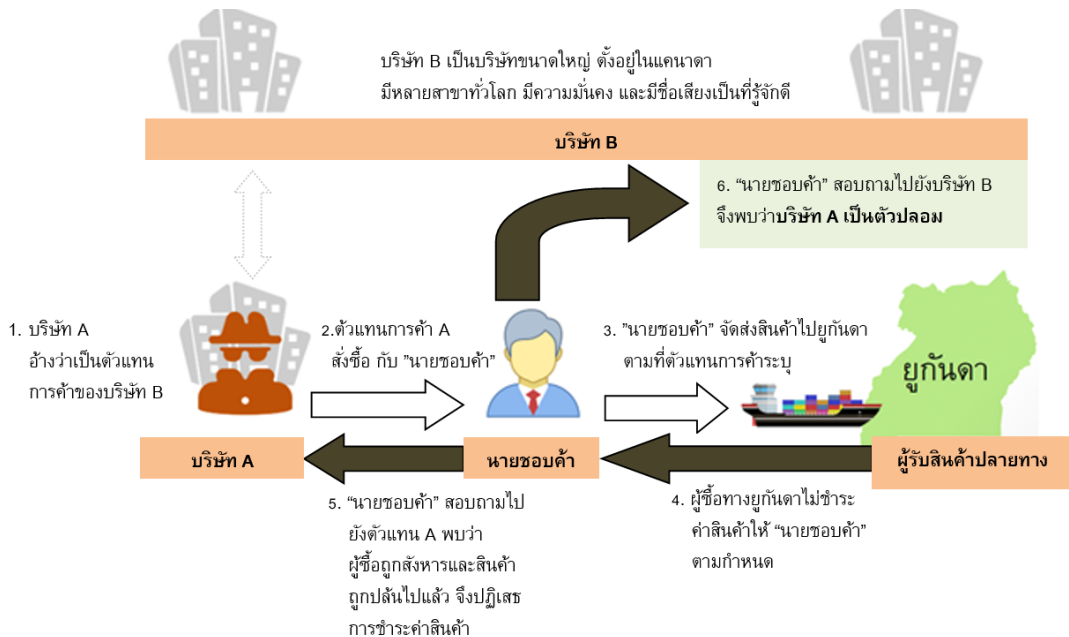 บริษัท B เป็นบริษัทขนาดใหญ่ ตั้งอยู่ในแคนาดา
มีหลายสาขาทั่วโลก มีความมั่นคง และมีชื่อเสียงเป็นที่รู้จักดี
บริษัท B
6. “นายชอบค้า” สอบถามไปยังบริษัท B
จึงพบว่าบริษัท A เป็นตัวปลอม
1. บริษัท A
อ้างว่าเป็นตัวแทน
การค้าของบริษัท B
2.ตัวแทนการค้า A
สั่งซื้อ กับ ”นายชอบค้า”
3. ”นายชอบค้า” จัดส่งสินค้าไปยูกันดา
ตามที่ตัวแทนการค้าระบุ
ยูกันดา
บริษัท A
นายชอบค้า
ผู้รับสินค้าปลายทาง
5. “นายชอบค้า” สอบถามไป
ยังตัวแทน A พบว่า
ผู้ซื้อถูกสังหารและสินค้า
ถูกปล้นไปแล้ว จึงปฏิเสธ
การชำระค่าสินค้า
4. ผู้ซื้อทางยูกันดาไม่ชำระ
ค่าสินค้าให้ “นายชอบค้า”
ตามกำหนด